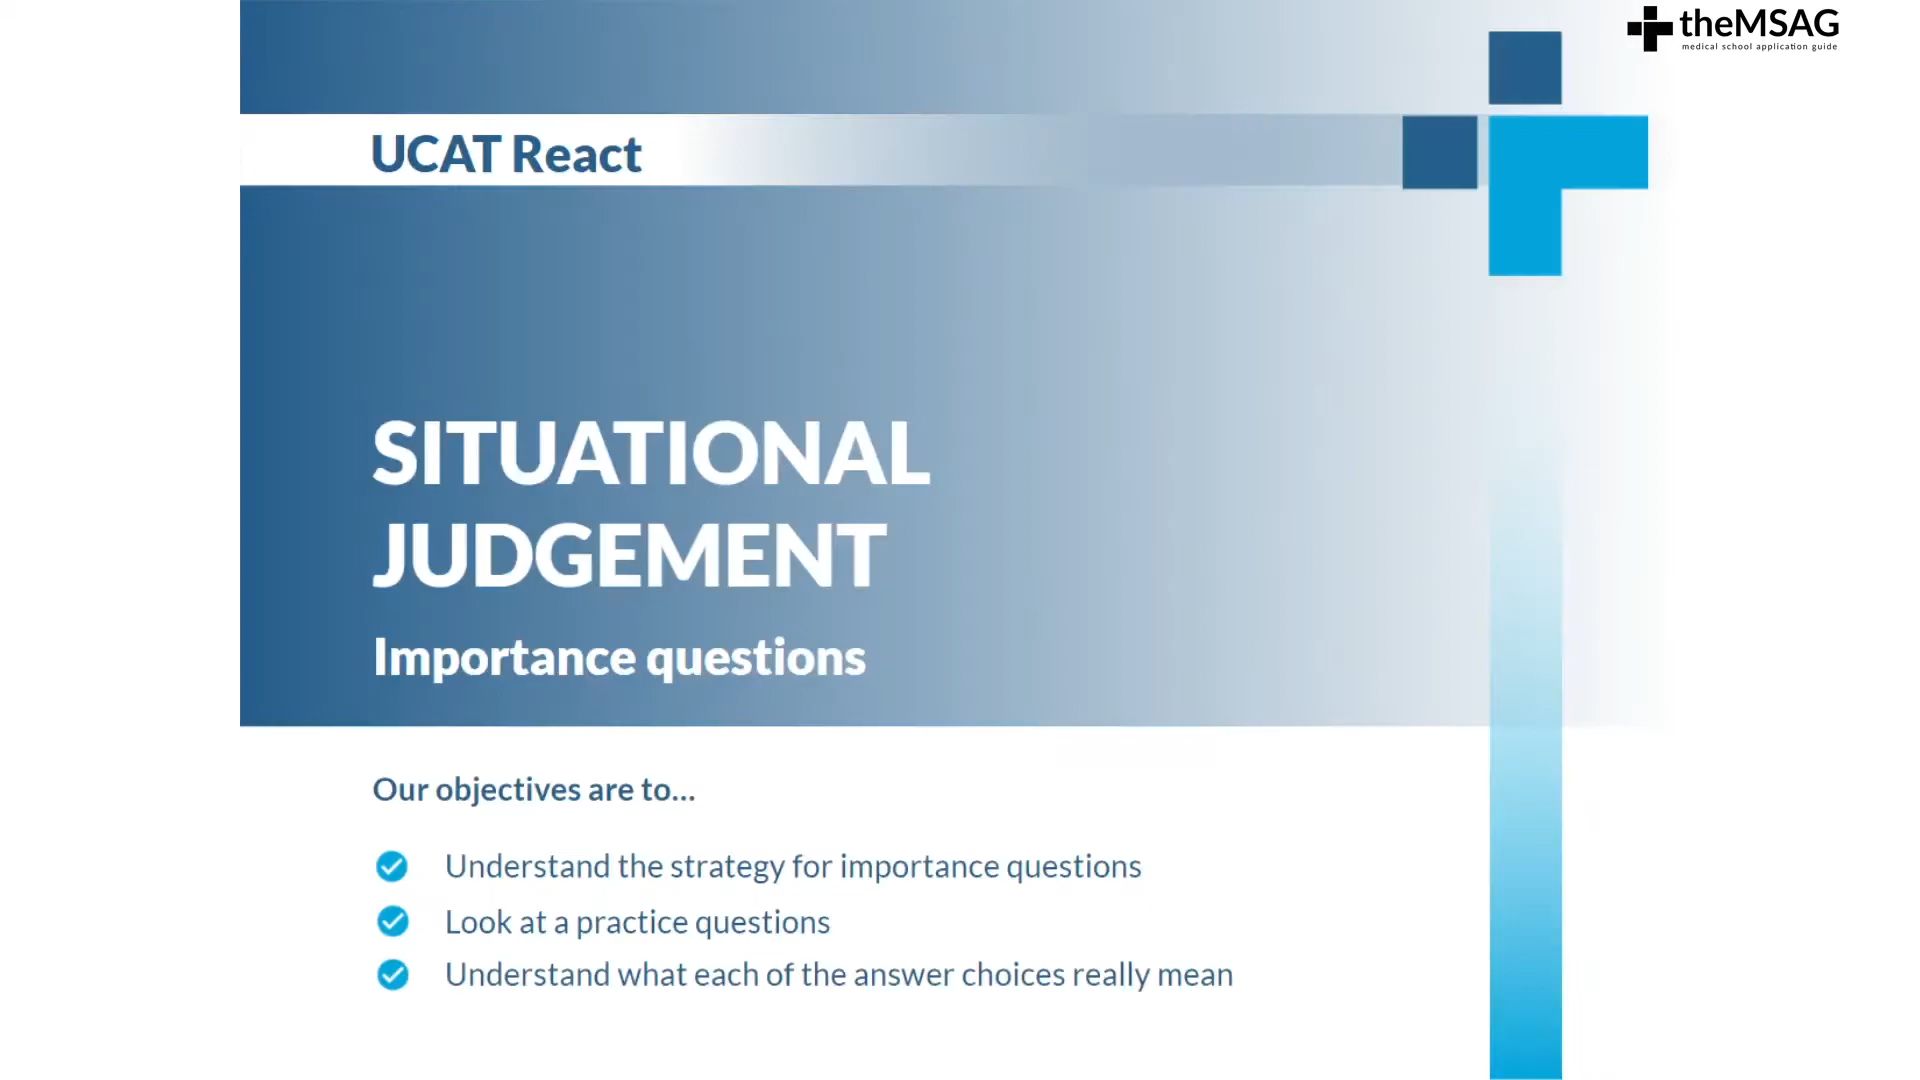 theMSAG
medical school application guide
UCAT React
SITUATIONAL
JUDGEMENT
Importance questions
Our objectives are to...
Understand the strategy for importance questions
Look at a practice questions
Understand what each of the answer choices really mean